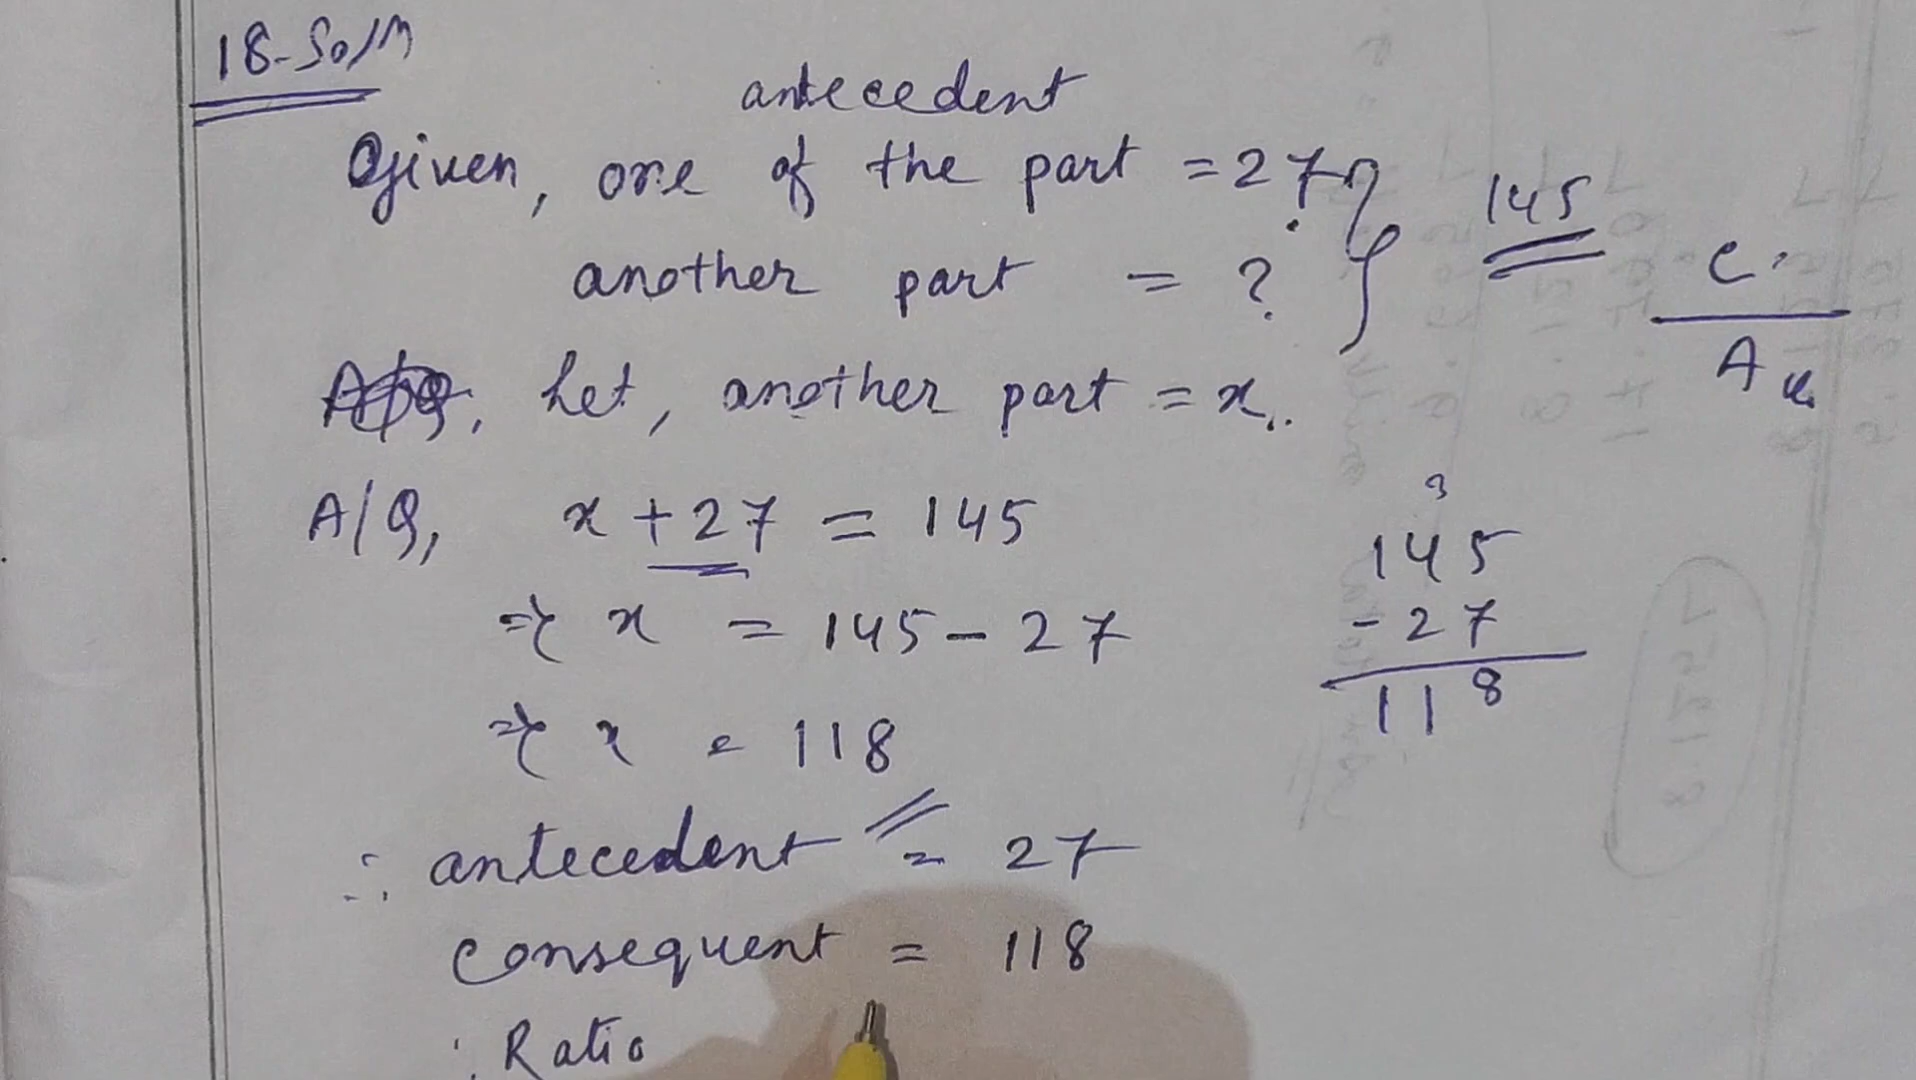 18-Soln
antecedent
Given, one of the part = 27
145
another part = ?
C
A
Let, another part = x
A/Q, x + 27 = 145
⇒ x = 145 - 27
⇒ x = 118
3
145
- 27
118
∴ antecedent = 27
consequent = 118
∴ Ratio